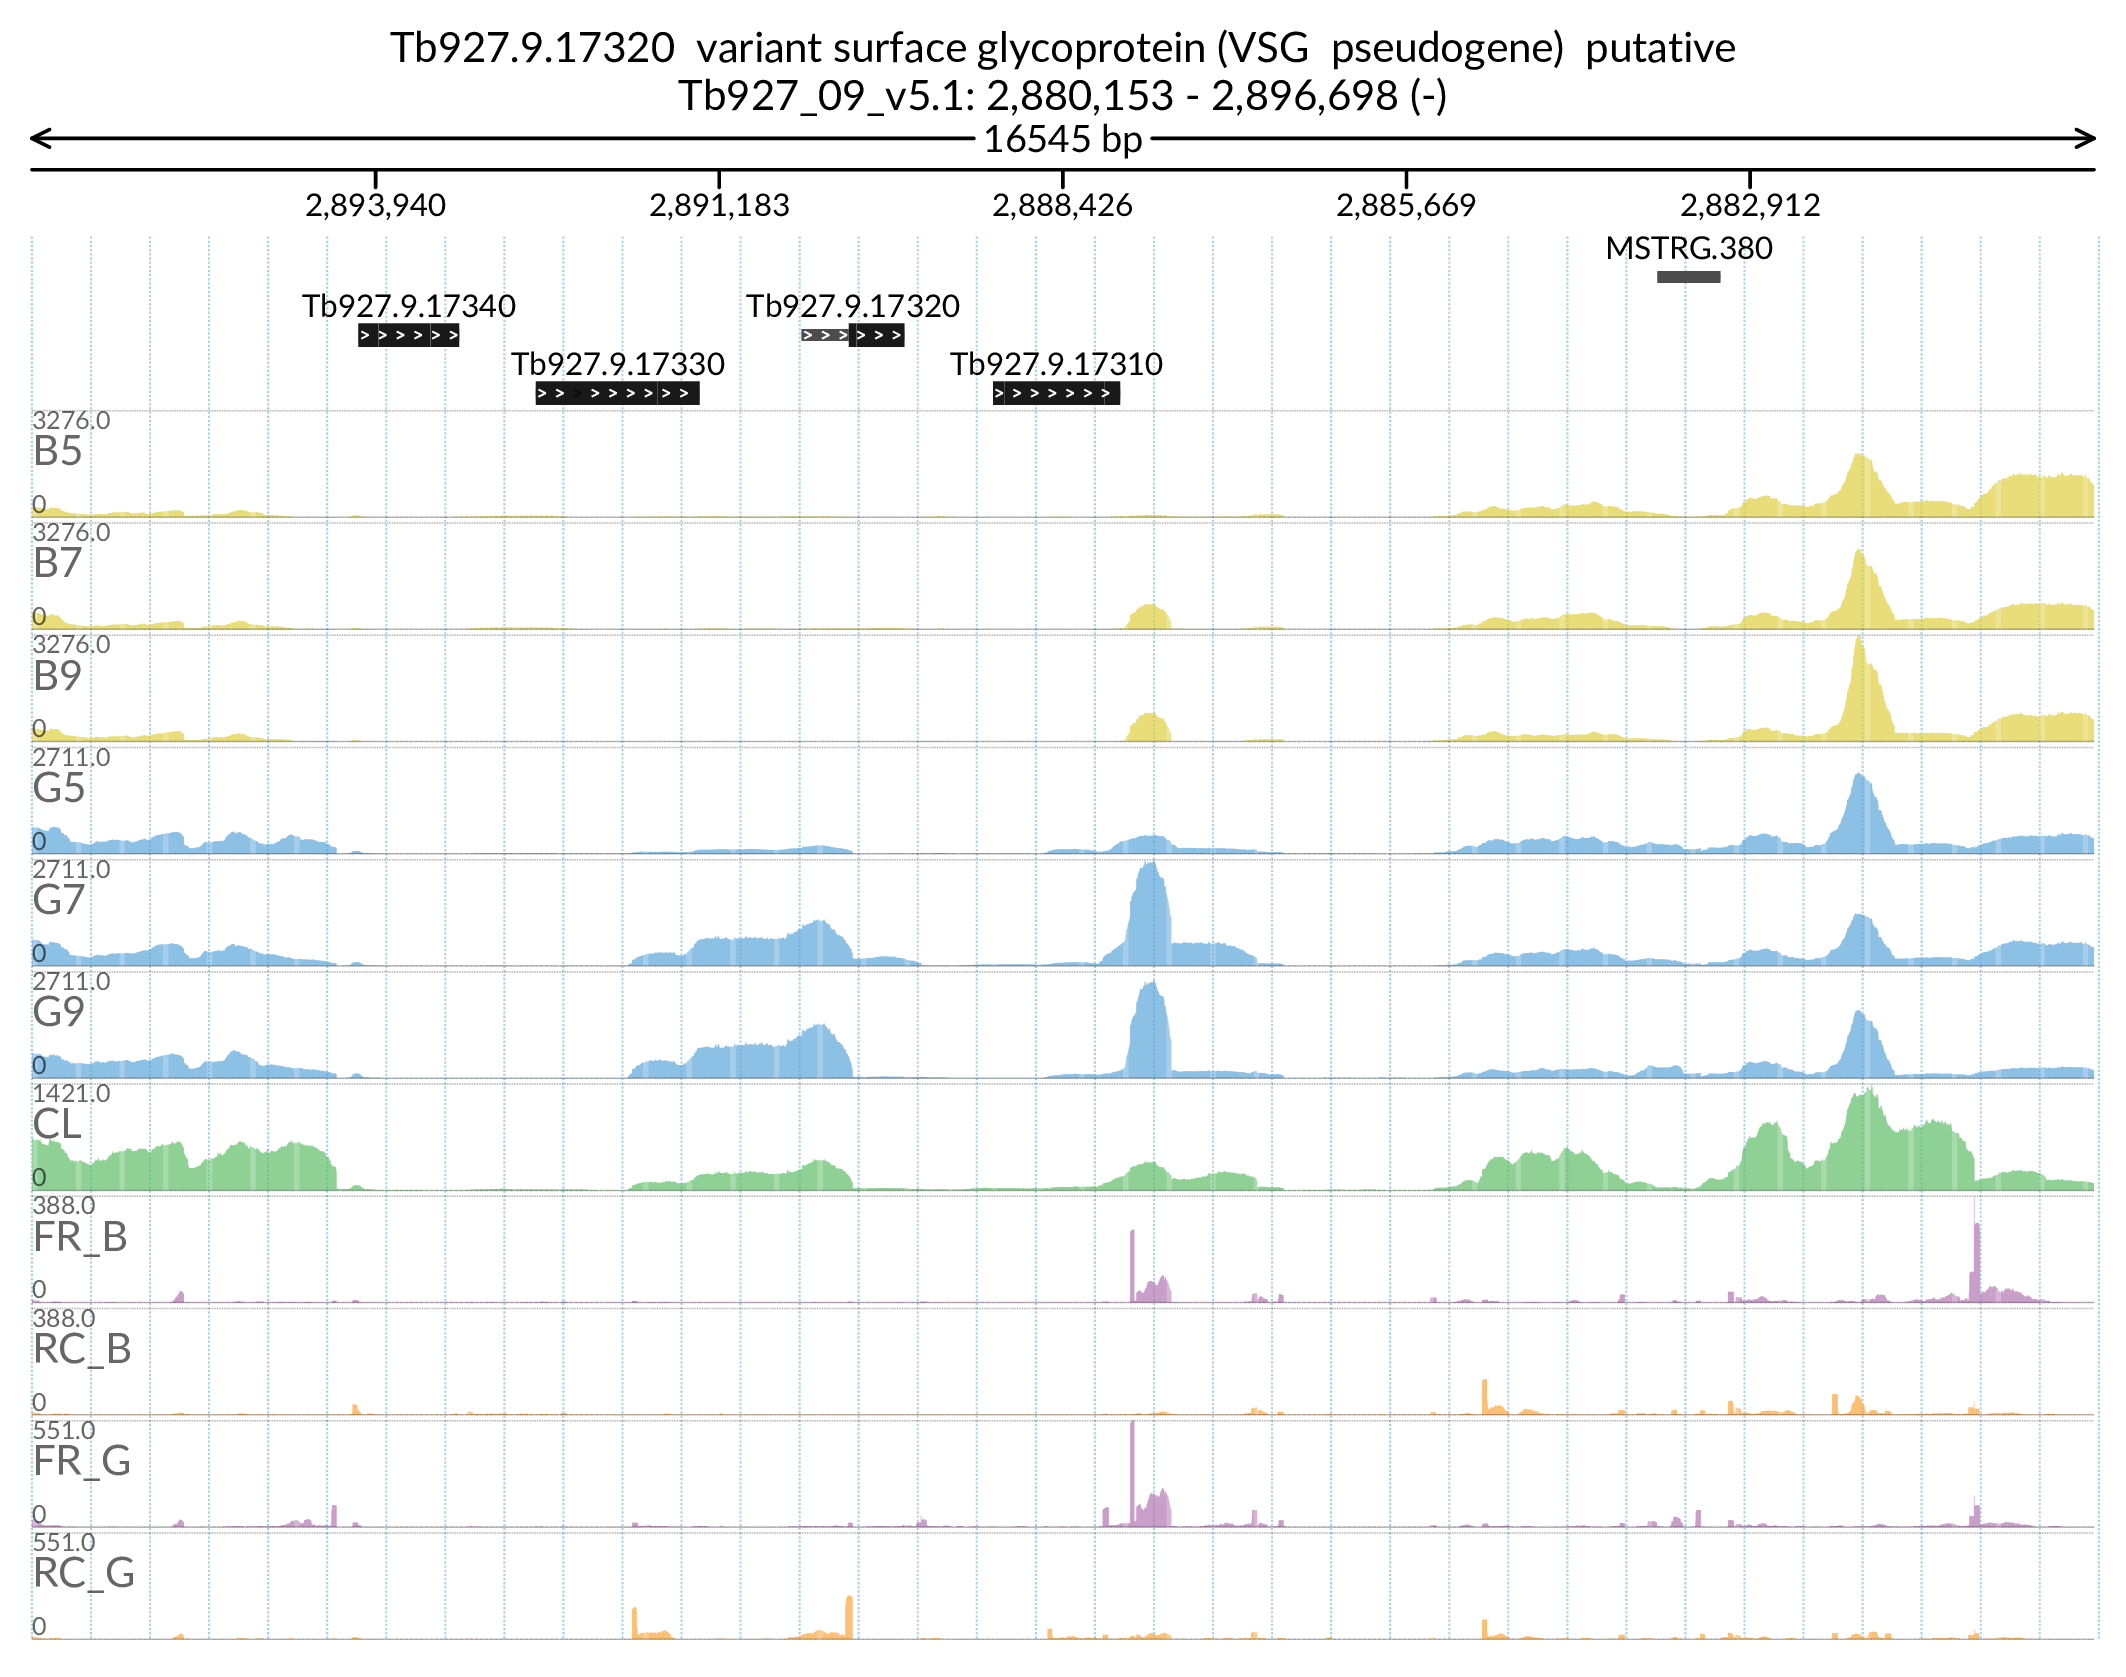 Tb927.9.17320  variant surface glycoprotein (VSG  pseudogene)  putative
Tb927_09_v5.1: 2,880,153 - 2,896,698 (-)
16545 bp
2,893,940 2,891,183 2,888,426 2,885,669 2,882,912
MSTRG.380
Tb927.9.17340 Tb927.9.17320
Tb927.9.17330 Tb927.9.17310
3276.0
B5
0
3276.0
B7
0
3276.0
B9
0
2711.0
G5
0
2711.0
G7
0
2711.0
G9
0
1421.0
CL
0
388.0
FR_B
0
388.0
RC_B
0
551.0
FR_G
0
551.0
RC_G
0